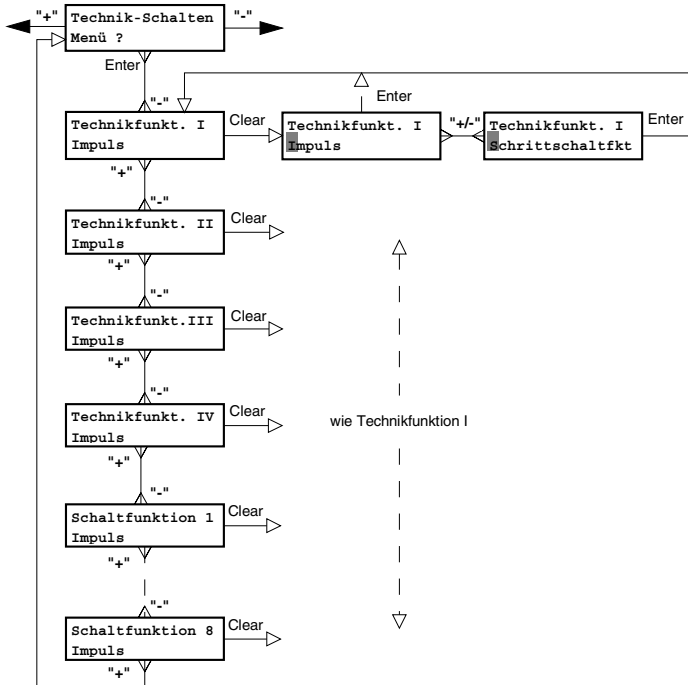 "+"
Technik-Schalten
Menü ?
"-"
Enter
"-"
Technikfunkt. I
Impuls
Clear
Technikfunkt. I
Impuls
Enter
"+/-"
Technikfunkt. I
Schrittschaltfkt
Enter
"+"
"-"
Technikfunkt. II
Impuls
Clear
"+"
"-"
Technikfunkt.III
Impuls
Clear
"+"
"-"
Technikfunkt. IV
Impuls
Clear
wie Technikfunktion I
"+"
"-"
Schaltfunktion 1
Impuls
Clear
"+"
"-"
Schaltfunktion 8
Impuls
Clear
"+"